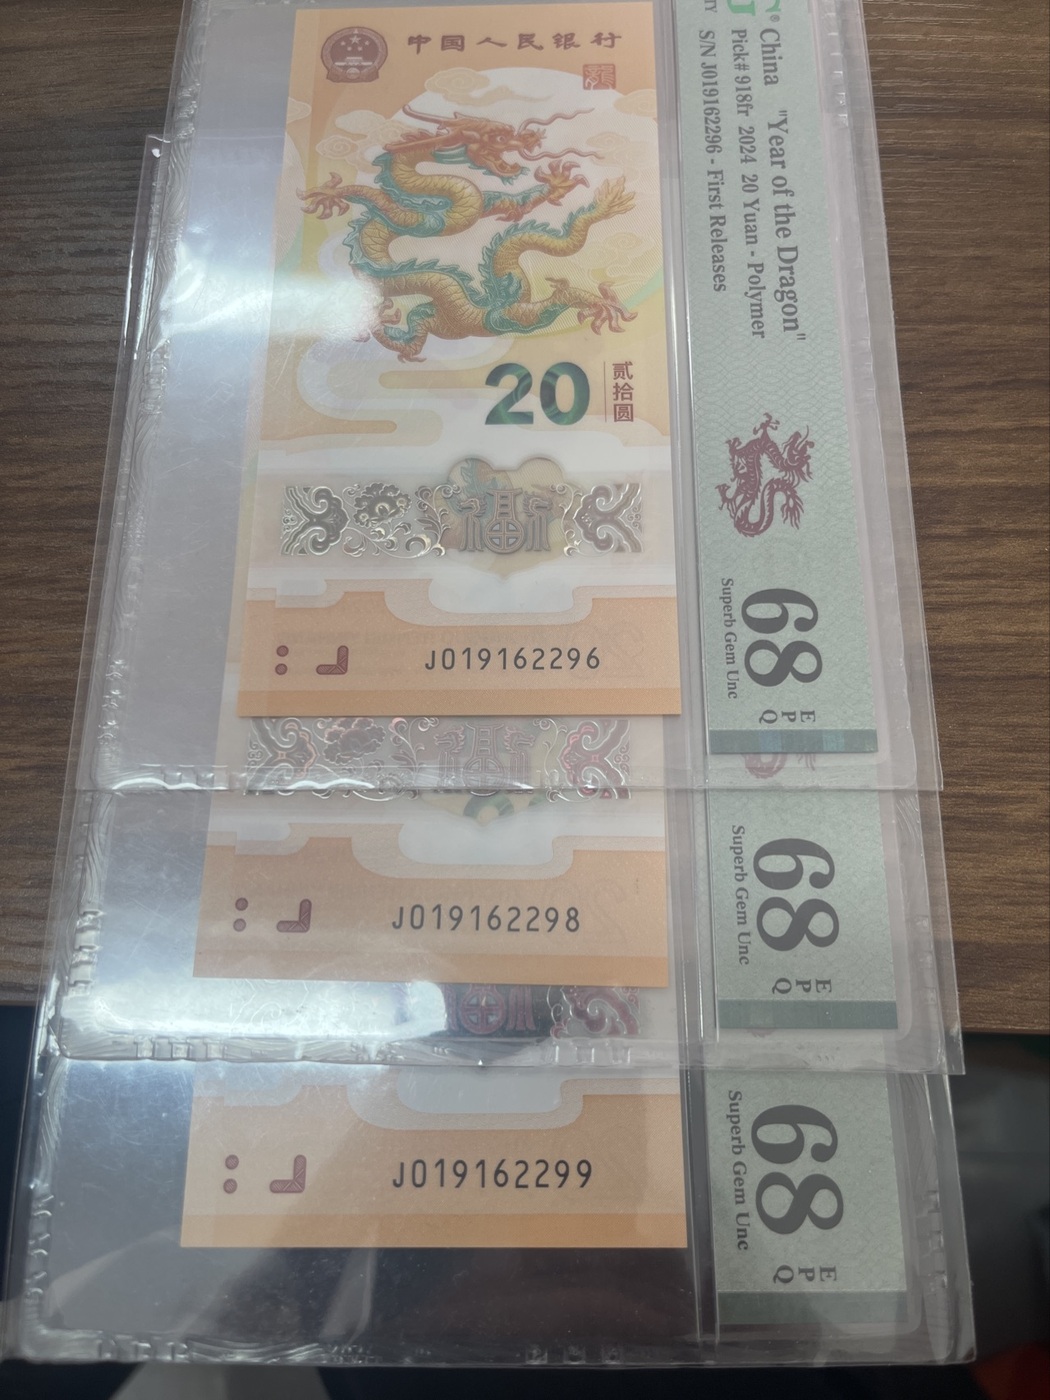 中国人民银行
龍
20
贰拾圆
J019162296
China "Year of the Dragon"
Pick# 918fr 2024 20 Yuan - Polymer
S/N J019162296 - First Releases
68
Superb Gem Unc
EPQ
J019162298
68
Superb Gem Unc
EPQ
J019162299
68
Superb Gem Unc
EPQ